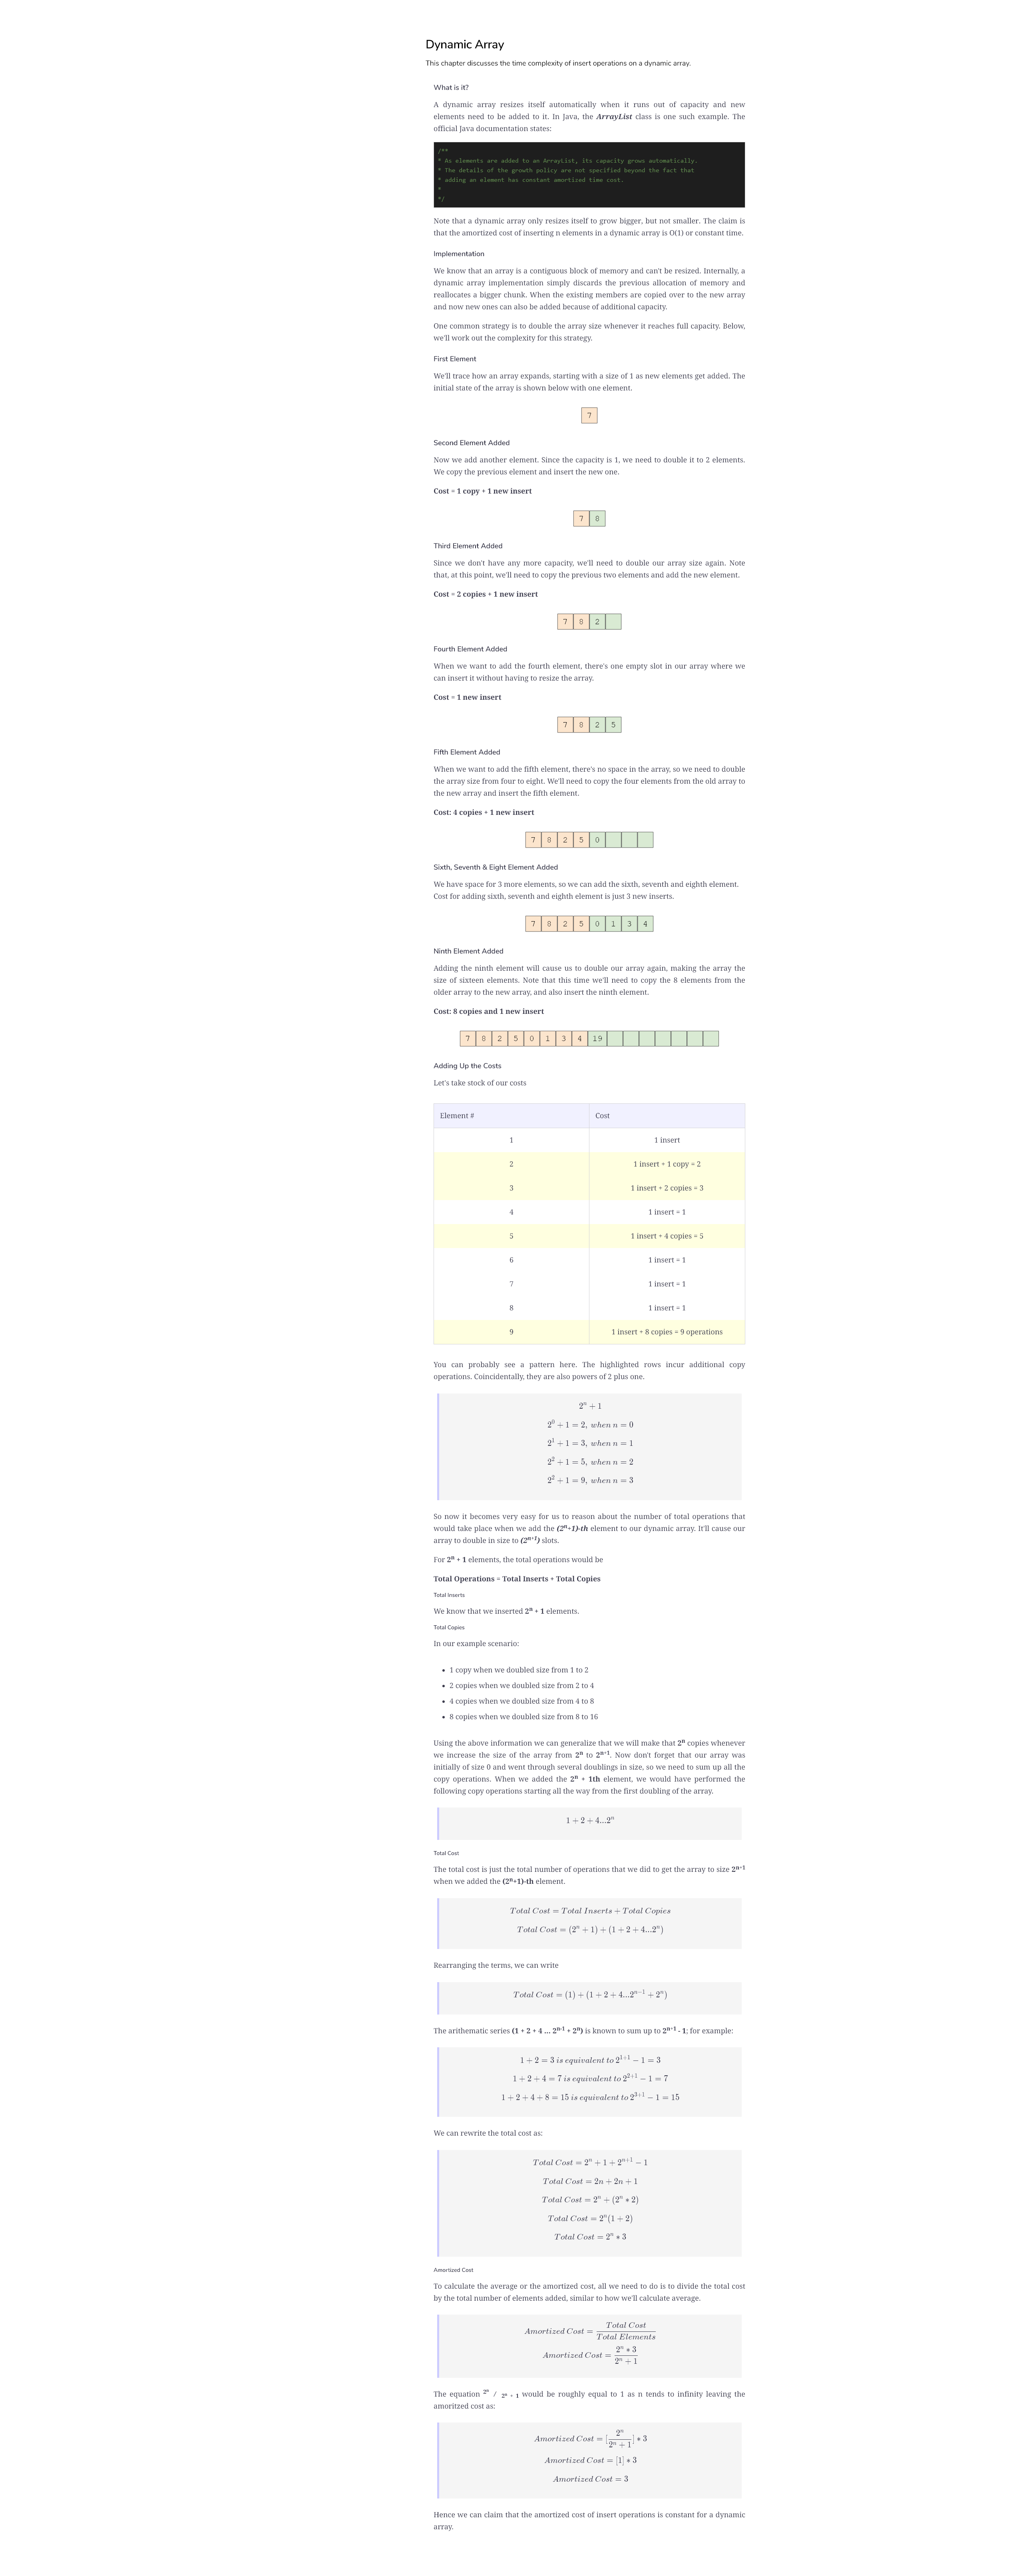 Dynamic Array
This chapter discusses the time complexity of insert operations on a dynamic array.
What is it?
A dynamic array resizes itself automatically when it runs out of capacity and new
elements need to be added to it. In Java, the ArrayList class is one such example. The
official Java documentation states:
/**
* As elements are added to an ArrayList, its capacity grows automatically.
* The details of the growth policy are not specified beyond the fact that
* adding an element has constant amortized time cost.
*
*/
Note that a dynamic array only resizes itself to grow bigger, but not smaller. The claim is
that the amortized cost of inserting n elements in a dynamic array is O(1) or constant time.
Implementation
We know that an array is a contiguous block of memory and can't be resized. Internally, a
dynamic array implementation simply discards the previous allocation of memory and
reallocates a bigger chunk. When the existing members are copied over to the new array
and now new ones can also be added because of additional capacity.
One common strategy is to double the array size whenever it reaches full capacity. Below,
we'll work out the complexity for this strategy.
First Element
We'll trace how an array expands, starting with a size of 1 as new elements get added. The
initial state of the array is shown below with one element.
7
Second Element Added
Now we add another element. Since the capacity is 1, we need to double it to 2 elements.
We copy the previous element and insert the new one.
Cost = 1 copy + 1 new insert
7 8
Third Element Added
Since we don't have any more capacity, we'll need to double our array size again. Note
that, at this point, we'll need to copy the previous two elements and add the new element.
Cost = 2 copies + 1 new insert
7 8 2
Fourth Element Added
When we want to add the fourth element, there's one empty slot in our array where we
can insert it without having to resize the array.
Cost = 1 new insert
7 8 2 5
Fifth Element Added
When we want to add the fifth element, there's no space in the array, so we need to double
the array size from four to eight. We'll need to copy the four elements from the old array to
the new array and insert the fifth element.
Cost: 4 copies + 1 new insert
7 8 2 5 0
Sixth, Seventh & Eight Element Added
We have space for 3 more elements, so we can add the sixth, seventh and eighth element.
Cost for adding sixth, seventh and eighth element is just 3 new inserts.
7 8 2 5 0 1 3 4
Ninth Element Added
Adding the ninth element will cause us to double our array again, making the array the
size of sixteen elements. Note that this time we'll need to copy the 8 elements from the
older array to the new array, and also insert the ninth element.
Cost: 8 copies and 1 new insert
7 8 2 5 0 1 3 4 19
Adding Up the Costs
Let's take stock of our costs
Element # Cost
1 1 insert
2 1 insert + 1 copy = 2
3 1 insert + 2 copies = 3
4 1 insert = 1
5 1 insert + 4 copies = 5
6 1 insert = 1
7 1 insert = 1
8 1 insert = 1
9 1 insert + 8 copies = 9 operations
You can probably see a pattern here. The highlighted rows incur additional copy
operations. Coincidentally, they are also powers of 2 plus one.
2ⁿ + 1
2⁰ + 1 = 2, when n = 0
2¹ + 1 = 3, when n = 1
2² + 1 = 5, when n = 2
2² + 1 = 9, when n = 3
So now it becomes very easy for us to reason about the number of total operations that
would take place when we add the (2ⁿ+1)-th element to our dynamic array. It'll cause our
array to double in size to (2ⁿ⁺¹) slots.
For 2ⁿ + 1 elements, the total operations would be
Total Operations = Total Inserts + Total Copies
Total Inserts
We know that we inserted 2ⁿ + 1 elements.
Total Copies
In our example scenario:
• 1 copy when we doubled size from 1 to 2
• 2 copies when we doubled size from 2 to 4
• 4 copies when we doubled size from 4 to 8
• 8 copies when we doubled size from 8 to 16
Using the above information we can generalize that we will make that 2ⁿ copies whenever
we increase the size of the array from 2ⁿ to 2ⁿ⁺¹. Now don't forget that our array was
initially of size 0 and went through several doublings in size, so we need to sum up all the
copy operations. When we added the 2ⁿ + 1th element, we would have performed the
following copy operations starting all the way from the first doubling of the array.
1 + 2 + 4...2ⁿ
Total Cost
The total cost is just the total number of operations that we did to get the array to size 2ⁿ⁺¹
when we added the (2ⁿ+1)-th element.
Total Cost = Total Inserts + Total Copies
Total Cost = (2ⁿ + 1) + (1 + 2 + 4...2ⁿ)
Rearranging the terms, we can write
Total Cost = (1) + (1 + 2 + 4...2ⁿ⁻¹ + 2ⁿ)
The arithematic series (1 + 2 + 4 ... 2ⁿ⁻¹ + 2ⁿ) is known to sum up to 2ⁿ⁺¹ - 1; for example:
1 + 2 = 3 is equivalent to 2¹⁺¹ − 1 = 3
1 + 2 + 4 = 7 is equivalent to 2²⁺¹ − 1 = 7
1 + 2 + 4 + 8 = 15 is equivalent to 2³⁺¹ − 1 = 15
We can rewrite the total cost as:
Total Cost = 2ⁿ + 1 + 2ⁿ⁺¹ − 1
Total Cost = 2n + 2n + 1
Total Cost = 2ⁿ + (2ⁿ ∗ 2)
Total Cost = 2ⁿ(1 + 2)
Total Cost = 2ⁿ ∗ 3
Amortized Cost
To calculate the average or the amortized cost, all we need to do is to divide the total cost
by the total number of elements added, similar to how we'll calculate average.
Amortized Cost = Total Cost / Total Elements
Amortized Cost = 2ⁿ ∗ 3 / 2ⁿ + 1
The equation 2ⁿ / 2ⁿ + 1 would be roughly equal to 1 as n tends to infinity leaving the
amoritzed cost as:
Amortized Cost = [2ⁿ / 2ⁿ + 1] ∗ 3
Amortized Cost = [1] ∗ 3
Amortized Cost = 3
Hence we can claim that the amortized cost of insert operations is constant for a dynamic
array.